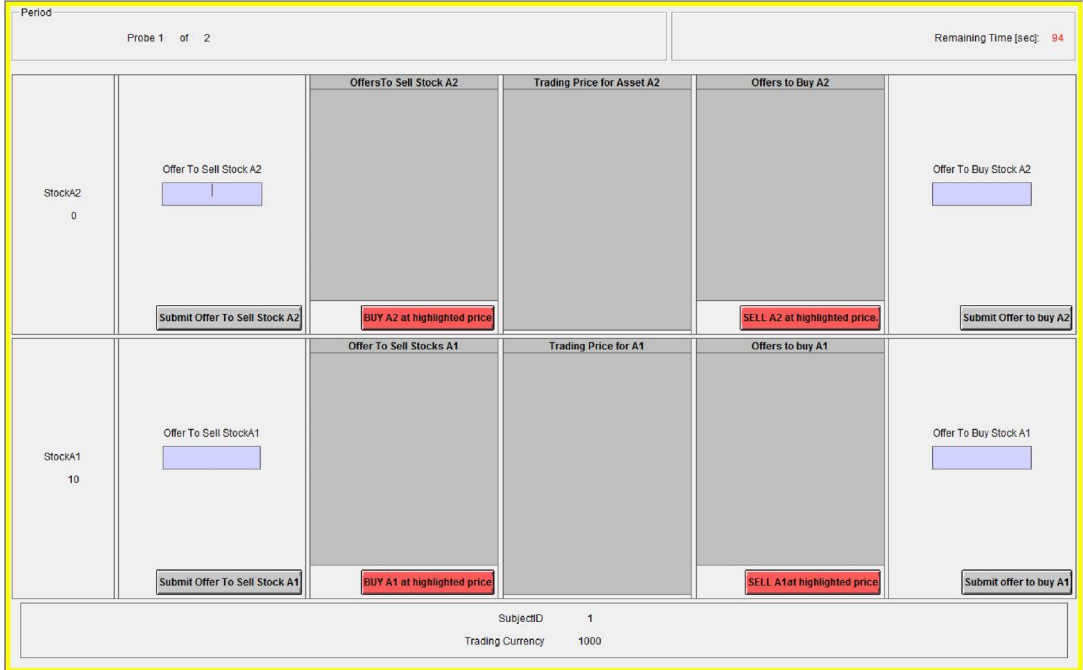 Period
Probe 1 of 2
Remaining Time [sec]: 94
OffersTo Sell Stock A2
Trading Price for Asset A2
Offers to Buy A2
Offer To Sell Stock A2
Offer To Buy Stock A2
StockA2
0
Submit Offer To Sell Stock A2
BUY A2 at highlighted price
SELL A2 at highlighted price.
Submit Offer to buy A2
Offer To Sell Stocks A1
Trading Price for A1
Offers to buy A1
Offer To Sell StockA1
Offer To Buy Stock A1
StockA1
10
Submit Offer To Sell Stock A1
BUY A1 at highlighted price
SELL A1at highlighted price
Submit offer to buy A1
SubjectID 1
Trading Currency 1000